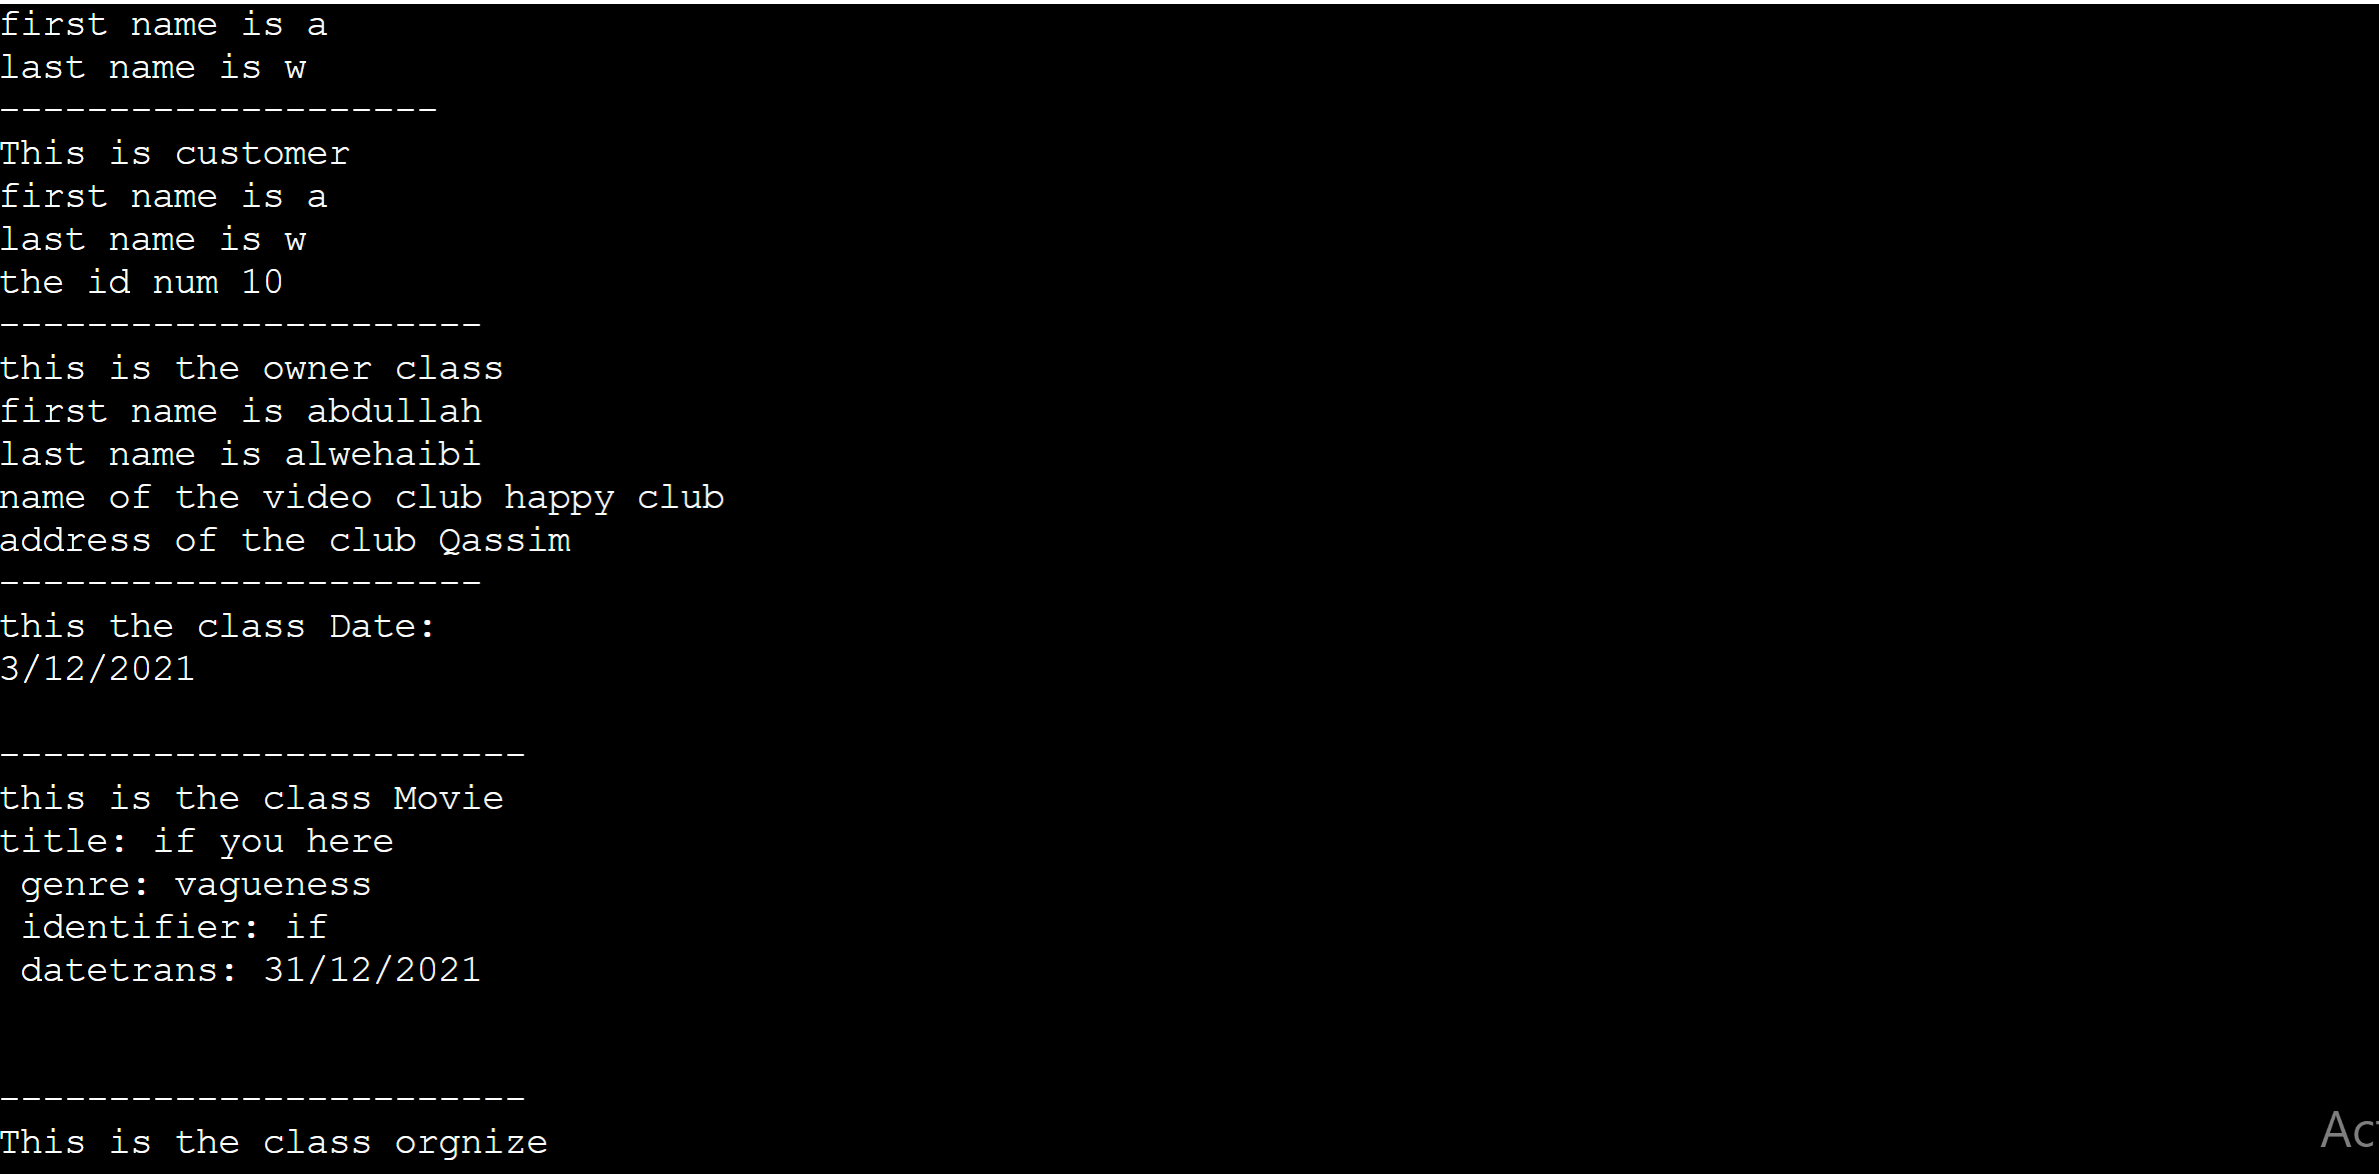 first name is a
last name is w
--------------------
This is customer
first name is a
last name is w
the id num 10
----------------------
this is the owner class
first name is abdullah
last name is alwehaibi
name of the video club happy club
address of the club Qassim
----------------------
this the class Date:
3/12/2021
------------------------
this is the class Movie
title: if you here
genre: vagueness
identifier: if
datetrans: 31/12/2021
------------------------
This is the class orgnize